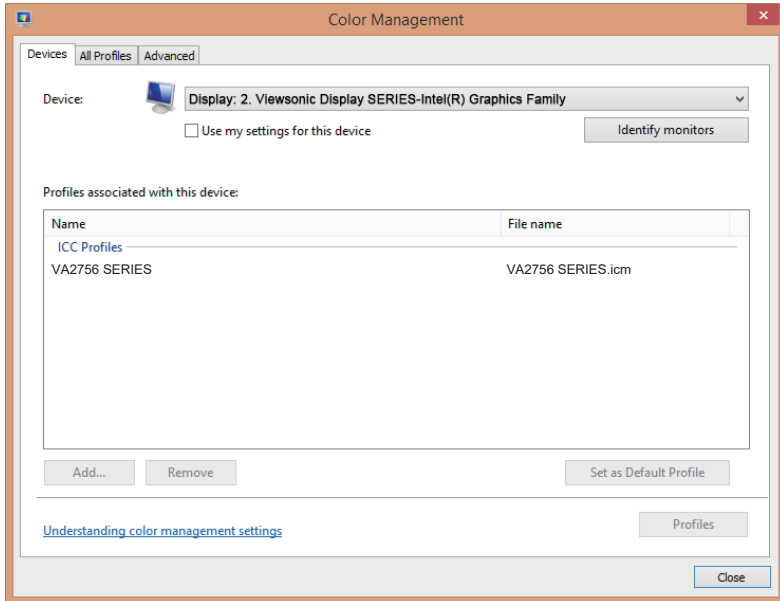 Color Management
Devices All Profiles Advanced
Device: Display: 2. Viewsonic Display SERIES-Intel(R) Graphics Family
Use my settings for this device Identify monitors
Profiles associated with this device:
Name File name
ICC Profiles
VA2756 SERIES VA2756 SERIES.icm
Add... Remove Set as Default Profile
Understanding color management settings Profiles
Close